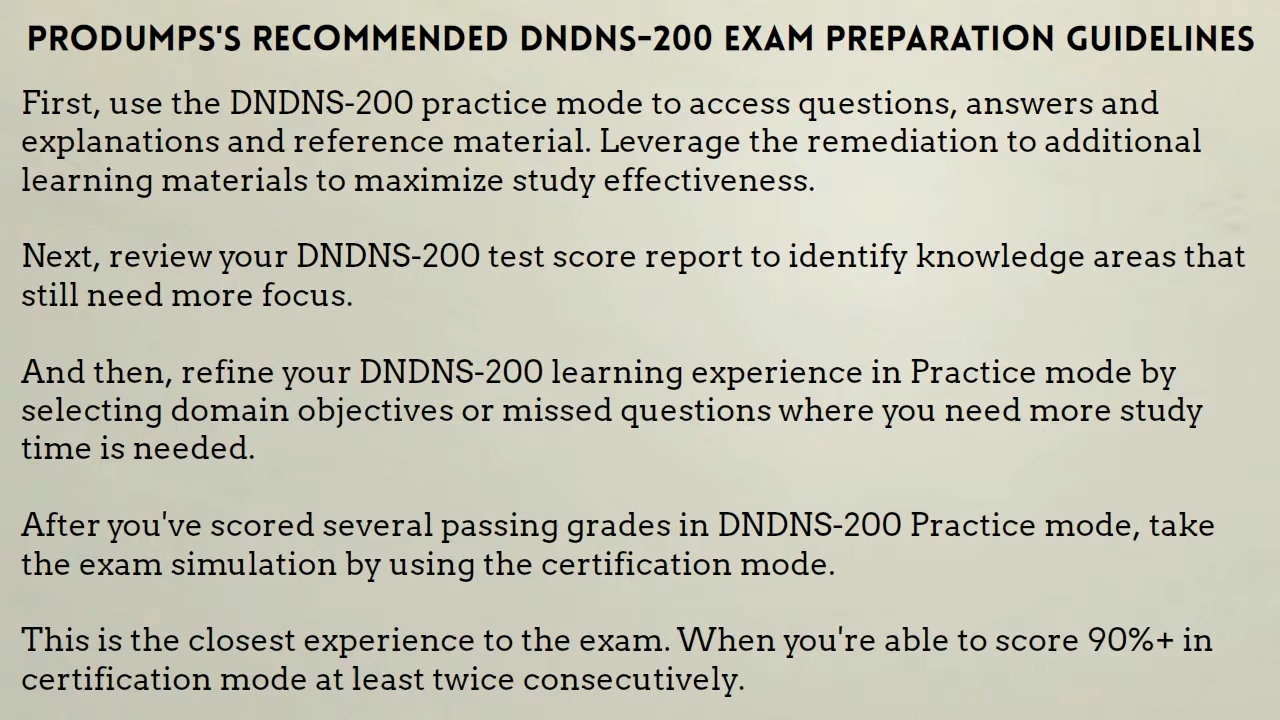 PRODUMPS'S RECOMMENDED DNDNS-200 EXAM PREPARATION GUIDELINES
First, use the DNDNS-200 practice mode to access questions, answers and
explanations and reference material. Leverage the remediation to additional
learning materials to maximize study effectiveness.
Next, review your DNDNS-200 test score report to identify knowledge areas that
still need more focus.
And then, refine your DNDNS-200 learning experience in Practice mode by
selecting domain objectives or missed questions where you need more study
time is needed.
After you've scored several passing grades in DNDNS-200 Practice mode, take
the exam simulation by using the certification mode.
This is the closest experience to the exam. When you're able to score 90%+ in
certification mode at least twice consecutively.